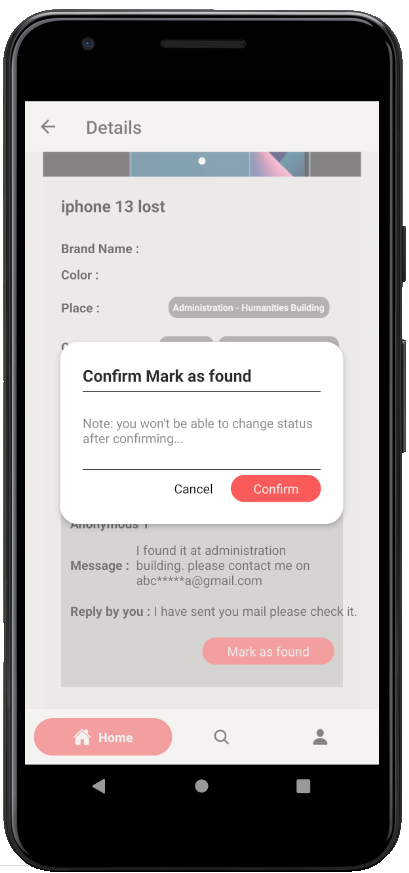 Details
iphone 13 lost
Brand Name :
Color :
Place :
Administration - Humanities Building
Confirm Mark as found
Note: you won't be able to change status
after confirming...
Cancel
Confirm
Anonymous 1
I found it at administration
Message : building. please contact me on
abc*****a@gmail.com
Reply by you : I have sent you mail please check it.
Mark as found
Home